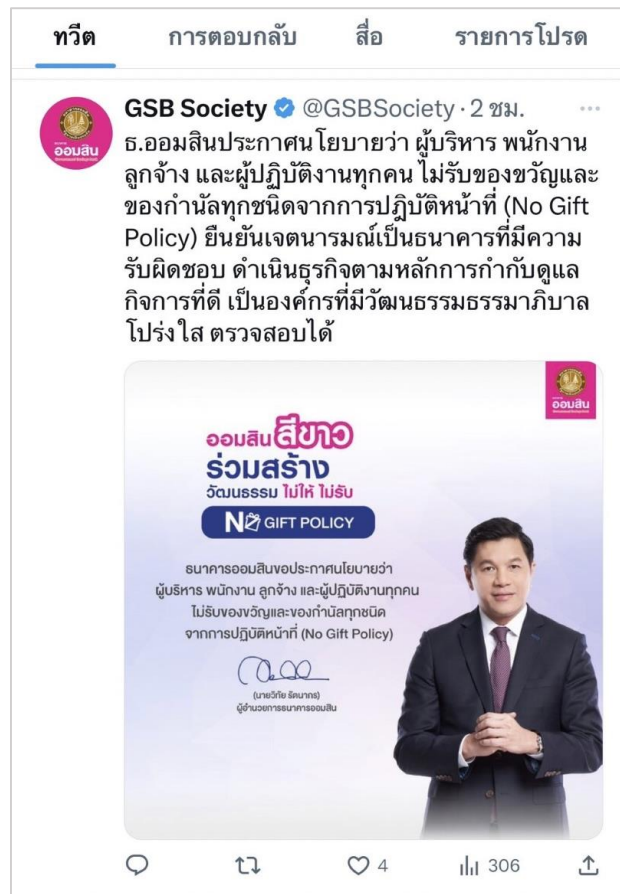 ทวีต การตอบกลับ สื่อ รายการโปรด
GSB Society @GSBSociety · 2 ชม.
ธ.ออมสินประกาศนโยบายว่า ผู้บริหาร พนักงาน
ลูกจ้าง และผู้ปฏิบัติงานทุกคน ไม่รับของขวัญและ
ของกำนัลทุกชนิดจากการปฎิบัติหน้าที่ (No Gift
Policy) ยืนยันเจตนารมณ์เป็นธนาคารที่มีความ
รับผิดชอบ ดำเนินธุรกิจตามหลักการกำกับดูแล
กิจการที่ดี เป็นองค์กรที่มีวัฒนธรรมธรรมาภิบาล
โปร่งใส ตรวจสอบได้
ออมสิน
ออมสิน
ออมสินสีขาว
ร่วมสร้าง
วัฒนธรรม ไม่ให้ ไม่รับ
NO GIFT POLICY
ธนาคารออมสินขอประกาศนโยบายว่า
ผู้บริหาร พนักงาน ลูกจ้าง และผู้ปฏิบัติงานทุกคน
ไม่รับของขวัญและของกำนัลทุกชนิด
จากการปฏิบัติหน้าที่ (No Gift Policy)
(นายวิทัย รัตนากร)
ผู้อำนวยการธนาคารออมสิน
4 306